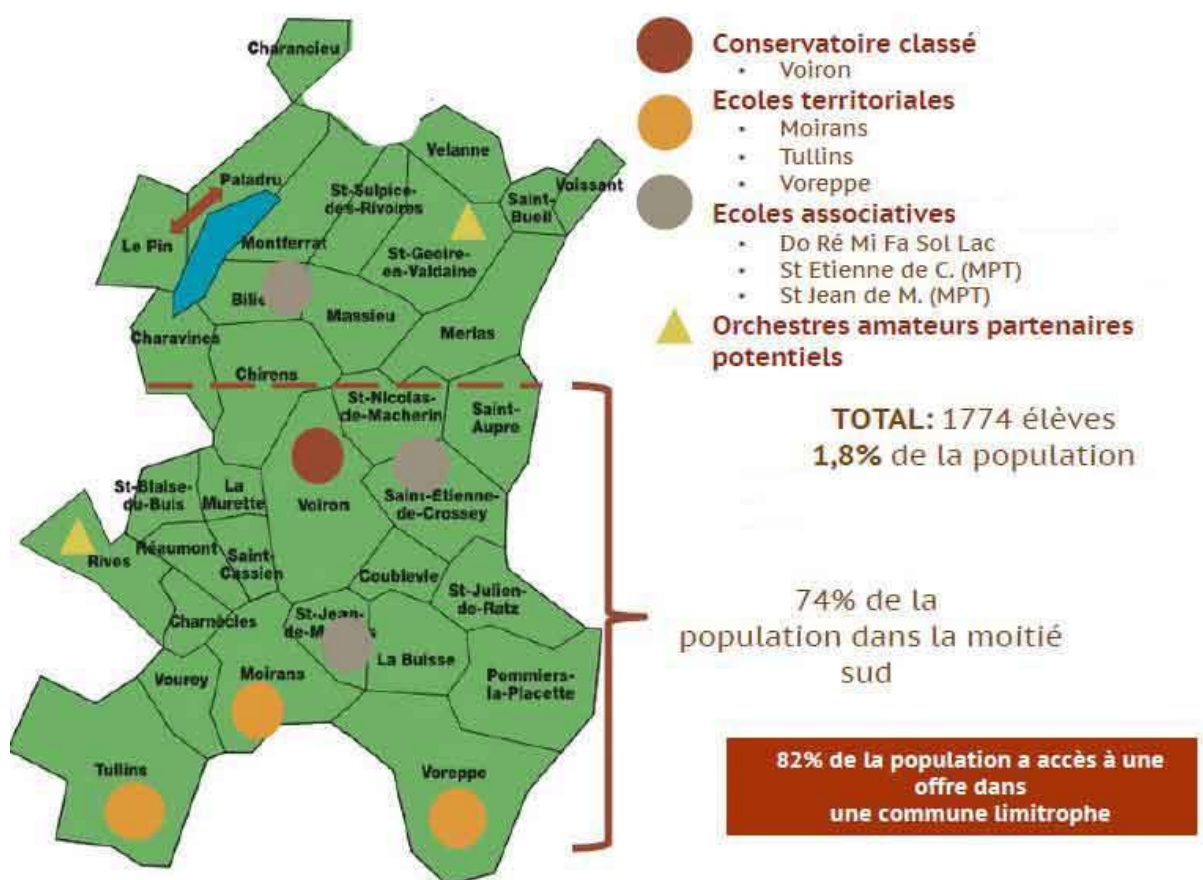 Charancieu
Velanne
Voissant
Paladru
St-Sulpice-
des-Rivoires
Saint-
Bueil
Le Pin
Montferrat
St-Geoire-
en-Valdaine
Bilie
Massieu
Charavines
Merlas
Chirens
St-Nicolas-
de-Macherin
Saint-
Aupre
St-Blaise-
du-Buis
La
Murette
Voiron
Saint-Etienne-
de-Crossey
Rives
Réaumont
Saint-
Cassien
Coublevie
St-Julien-
de-Ratz
Charnècles
St-Jean-
La Buisse
Vourey
Moirans
Pommiers-
la-Placette
Tullins
Voreppe
Conservatoire classé
• Voiron
Ecoles territoriales
• Moirans
• Tullins
• Voreppe
Ecoles associatives
• Do Ré Mi Fa Sol Lac
• St Etienne de C. (MPT)
• St Jean de M. (MPT)
Orchestres amateurs partenaires
potentiels
TOTAL: 1774 élèves
1,8% de la population
74% de la
population dans la moitié
sud
82% de la population a accès à une
offre dans
une commune limitrophe